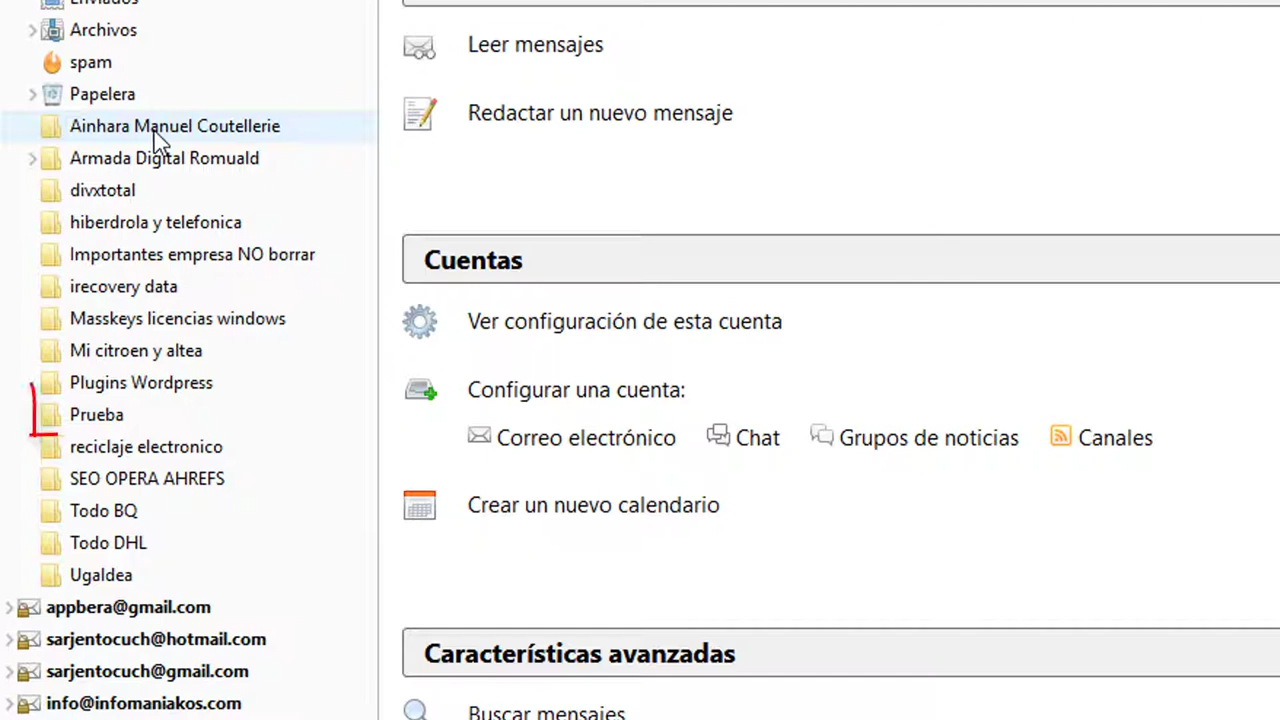 Enviados
Archivos
spam
Papelera
Ainhara Manuel Coutellerie
Armada Digital Romuald
divxtotal
hiberdrola y telefonica
Importantes empresa NO borrar
irecovery data
Masskeys licencias windows
Mi citroen y altea
Plugins Wordpress
Prueba
reciclaje electronico
SEO OPERA AHREFS
Todo BQ
Todo DHL
Ugaldea
appbera@gmail.com
sarjentocuch@hotmail.com
sarjentocuch@gmail.com
info@infomaniakos.com
Leer mensajes
Redactar un nuevo mensaje
Cuentas
Ver configuración de esta cuenta
Configurar una cuenta:
Correo electrónico Chat Grupos de noticias Canales
Crear un nuevo calendario
Características avanzadas
Buscar mensajes